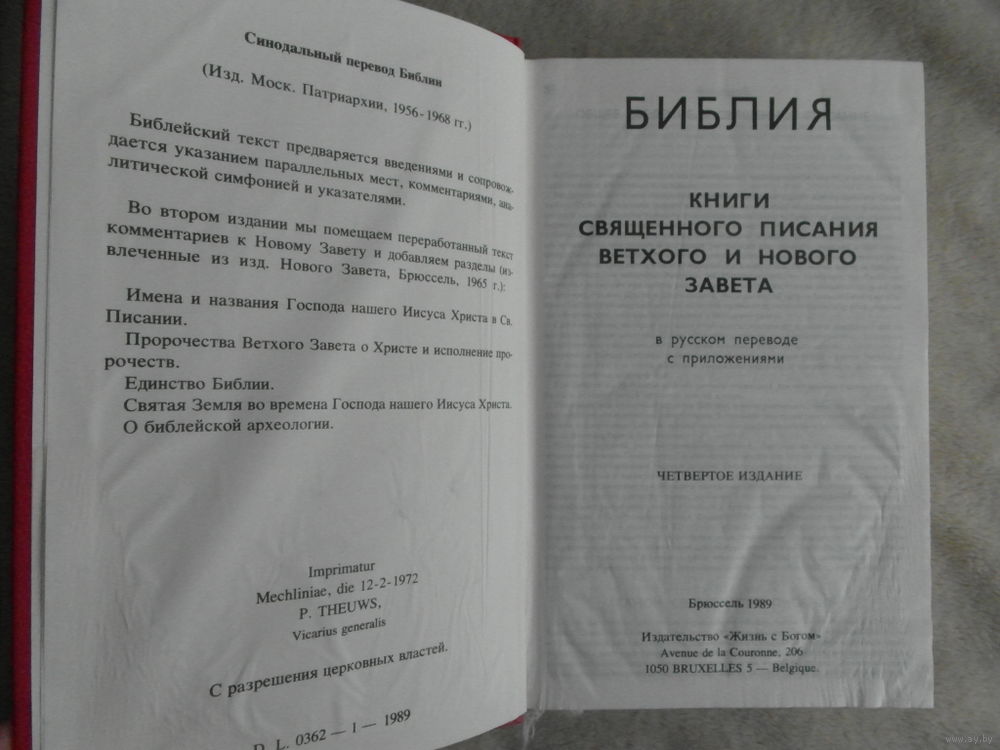 Синодальный перевод Библии
(Изд. Моск. Патриархии, 1956-1968 гг.)
Библейский текст предваряется введениями и сопровож-
дается указанием параллельных мест, комментариями, ана-
литической симфонией и указателями.
Во втором издании мы помещаем переработанный текст
комментариев к Новому Завету и добавляем разделы (из-
влеченные из изд. Нового Завета, Брюссель, 1965 г.):
Имена и названия Господа нашего Иисуса Христа в Св.
Писании.
Пророчества Ветхого Завета о Христе и исполнение про-
рочеств.
Единство Библии.
Святая Земля во времена Господа нашего Иисуса Христа.
О библейской археологии.
Imprimatur
Mechliniae, die 12-2-1972
P. THEUWS,
Vicarius generalis
С разрешения церковных властей.
D. L. 0362 — 1 — 1989
БИБЛИЯ
КНИГИ
СВЯЩЕННОГО ПИСАНИЯ
ВЕТХОГО И НОВОГО
ЗАВЕТА
в русском переводе
с приложениями
ЧЕТВЕРТОЕ ИЗДАНИЕ
Брюссель 1989
Издательство «Жизнь с Богом»
Avenue de la Couronne, 206
1050 BRUXELLES 5 — Belgique.
www.ay.by